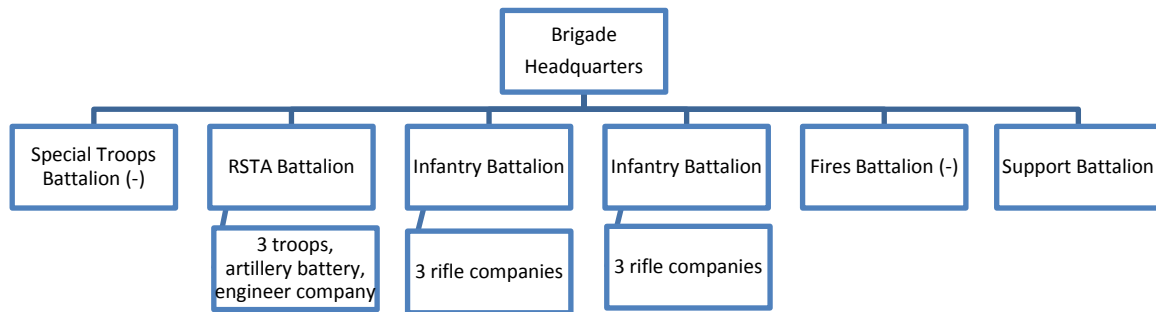 Brigade
Headquarters
Special Troops
Battalion (-)
RSTA Battalion
Infantry Battalion
Infantry Battalion
Fires Battalion (-)
Support Battalion
3 troops,
artillery battery,
engineer company
3 rifle companies
3 rifle companies